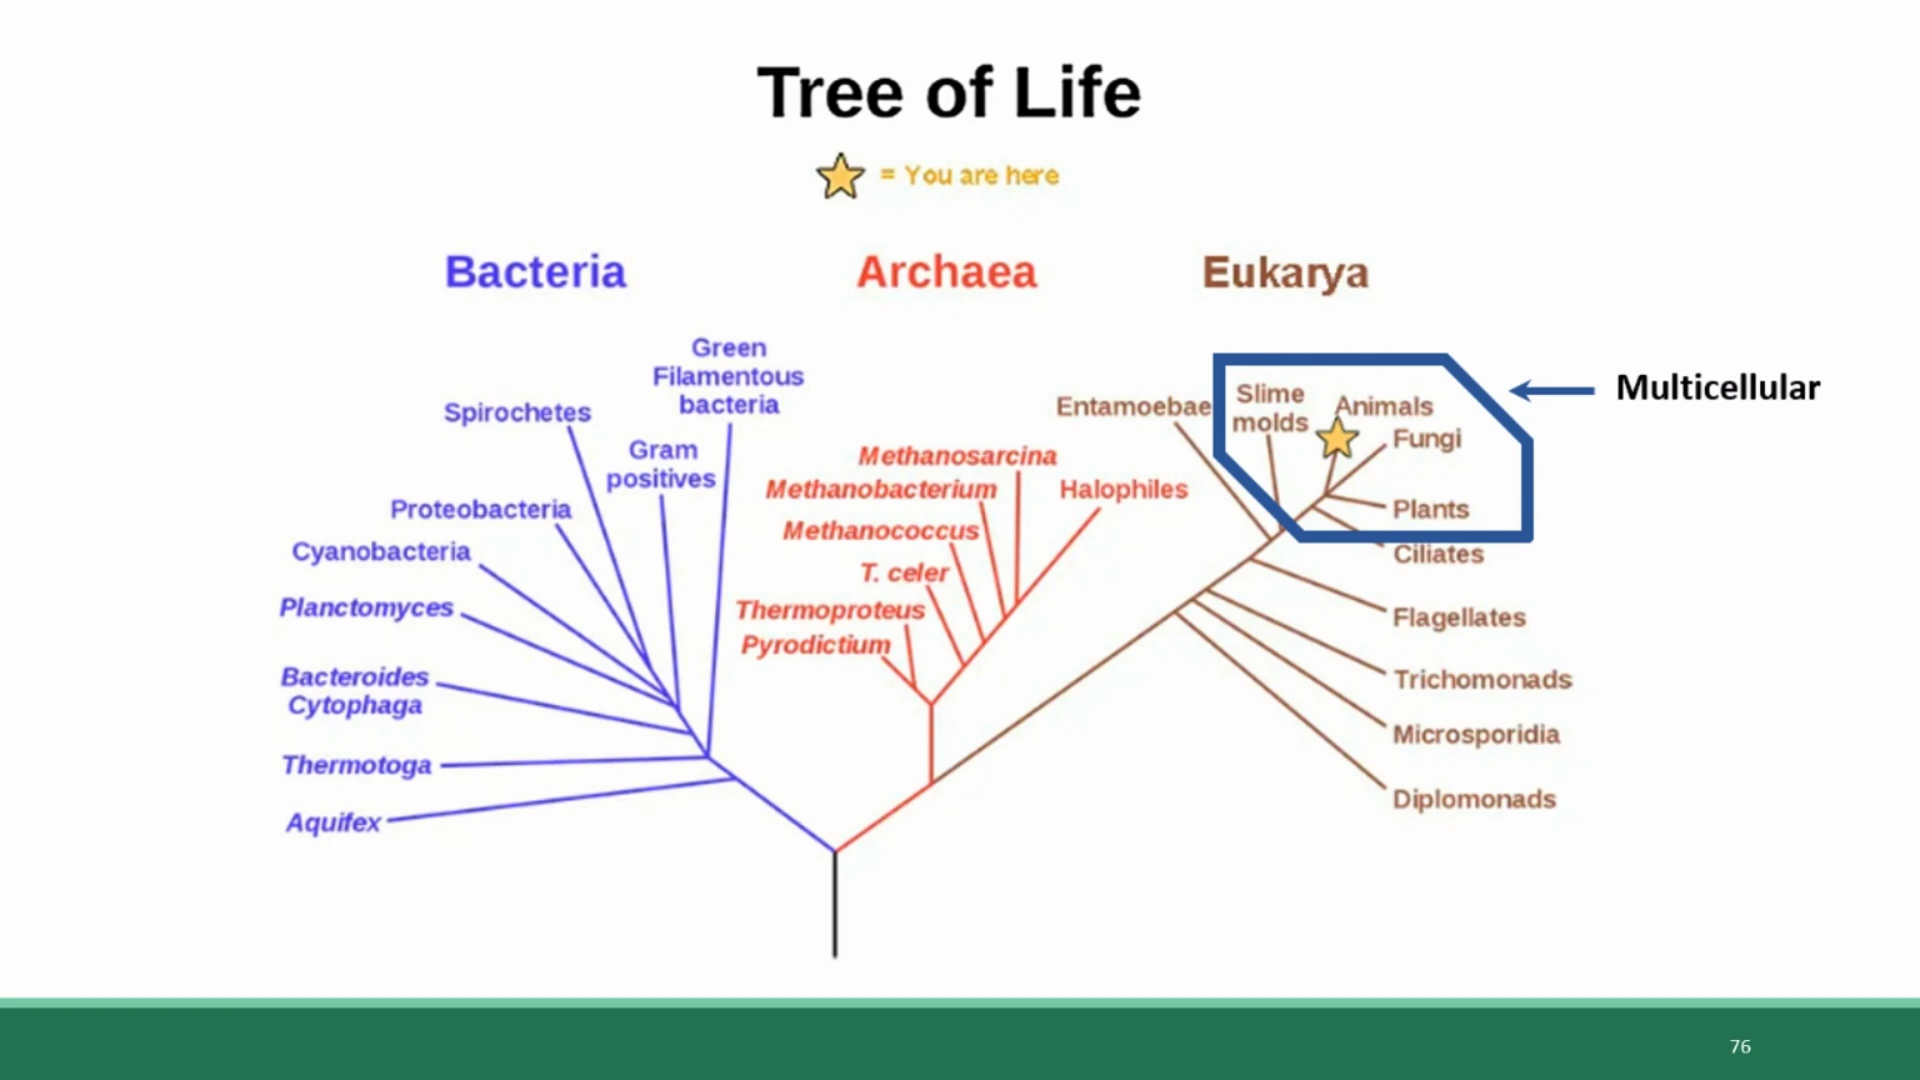 Tree of Life
= You are here
Bacteria
Archaea
Eukarya
Green
Filamentous
bacteria
Spirochetes
Gram
positives
Proteobacteria
Cyanobacteria
Planctomyces
Bacteroides
Cytophaga
Thermotoga
Aquifex
Methanosarcina
Methanobacterium
Halophiles
Methanococcus
T. celer
Thermoproteus
Pyrodictium
Entamoebae
Slime
molds
Animals
Fungi
Plants
Ciliates
Flagellates
Trichomonads
Microsporidia
Diplomonads
Multicellular
76